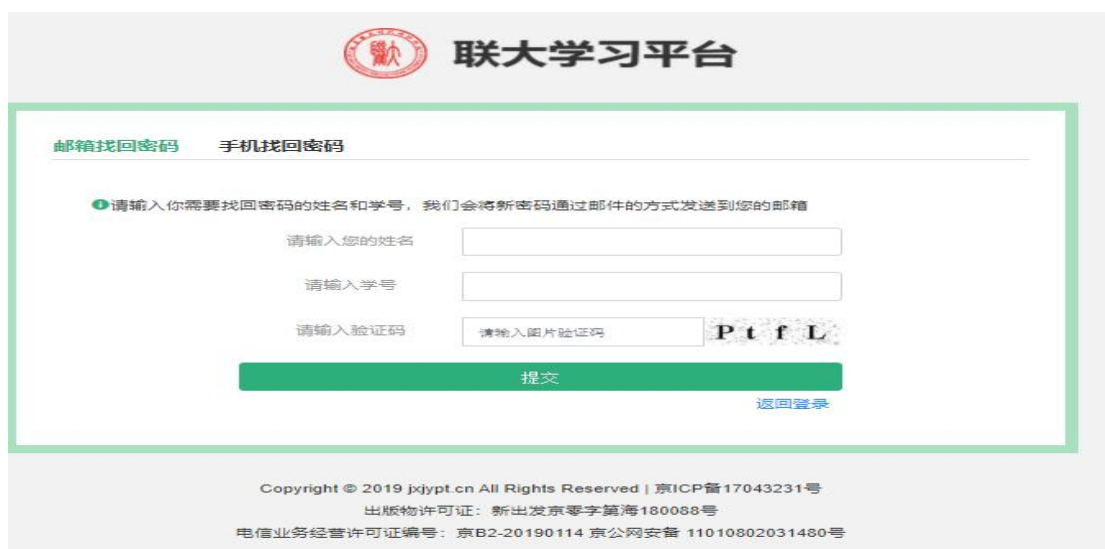 联大学习平台
邮箱找回密码 手机找回密码
请输入你需要找回密码的姓名和学号，我们会将新密码通过邮件的方式发送到您的邮箱
请输入您的姓名
请输入学号
请输入验证码 请输入图片验证码 P t f L
提交
返回登录
Copyright © 2019 jxjypt.cn All Rights Reserved | 京ICP备17043231号
出版物许可证：新出发京零字第海180088号
电信业务经营许可证编号：京B2-20190114 京公网安备 11010802031480号